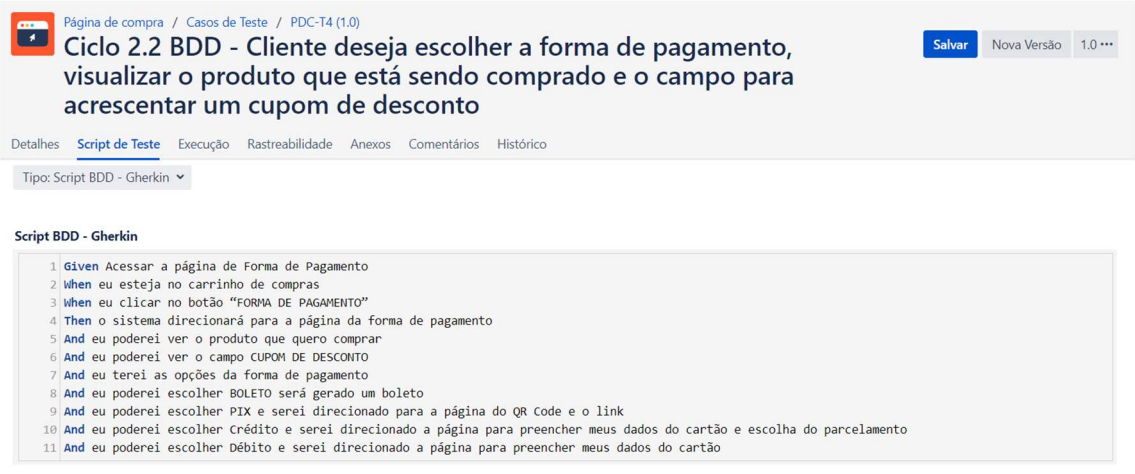 Página de compra / Casos de Teste / PDC-T4 (1.0)
Ciclo 2.2 BDD - Cliente deseja escolher a forma de pagamento,
visualizar o produto que está sendo comprado e o campo para
acrescentar um cupom de desconto
Salvar Nova Versão 1.0 •••
Detalhes Script de Teste Execução Rastreabilidade Anexos Comentários Histórico
Tipo: Script BDD - Gherkin
Script BDD - Gherkin
1 Given Acessar a página de Forma de Pagamento
2 When eu esteja no carrinho de compras
3 When eu clicar no botão “FORMA DE PAGAMENTO”
4 Then o sistema direcionará para a página da forma de pagamento
5 And eu poderei ver o produto que quero comprar
6 And eu poderei ver o campo CUPOM DE DESCONTO
7 And eu terei as opções da forma de pagamento
8 And eu poderei escolher BOLETO será gerado um boleto
9 And eu poderei escolher PIX e serei direcionado para a página do QR Code e o link
10 And eu poderei escolher Crédito e serei direcionado a página para preencher meus dados do cartão e escolha do parcelamento
11 And eu poderei escolher Débito e serei direcionado a página para preencher meus dados do cartão